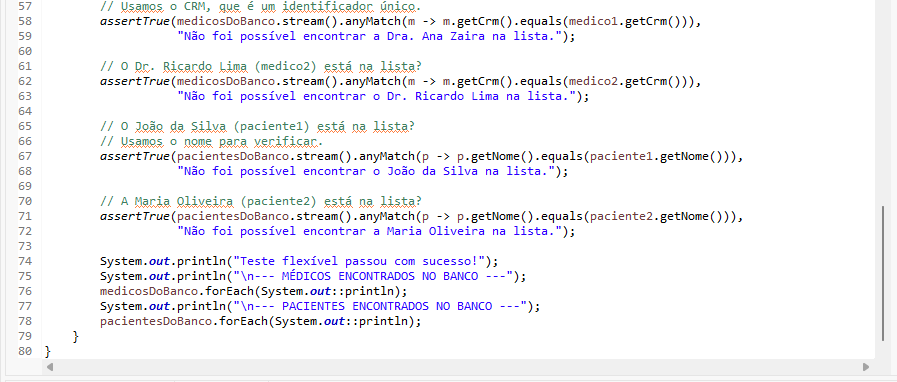 57 // Usamos o CRM, que é um identificador único.
58 assertTrue(medicosDoBanco.stream().anyMatch(m -> m.getCrm().equals(medico1.getCrm())),
59 "Não foi possível encontrar a Dra. Ana Zaira na lista.");
60
61 // O Dr. Ricardo Lima (medico2) está na lista?
62 assertTrue(medicosDoBanco.stream().anyMatch(m -> m.getCrm().equals(medico2.getCrm())),
63 "Não foi possível encontrar o Dr. Ricardo Lima na lista.");
64
65 // O João da Silva (paciente1) está na lista?
66 // Usamos o nome para verificar.
67 assertTrue(pacientesDoBanco.stream().anyMatch(p -> p.getNome().equals(paciente1.getNome())),
68 "Não foi possível encontrar o João da Silva na lista.");
69
70 // A Maria Oliveira (paciente2) está na lista?
71 assertTrue(pacientesDoBanco.stream().anyMatch(p -> p.getNome().equals(paciente2.getNome())),
72 "Não foi possível encontrar a Maria Oliveira na lista.");
73
74 System.out.println("Teste flexível passou com sucesso!");
75 System.out.println("\n--- MÉDICOS ENCONTRADOS NO BANCO ---");
76 medicosDoBanco.forEach(System.out::println);
77 System.out.println("\n--- PACIENTES ENCONTRADOS NO BANCO ---");
78 pacientesDoBanco.forEach(System.out::println);
79 }
80 }